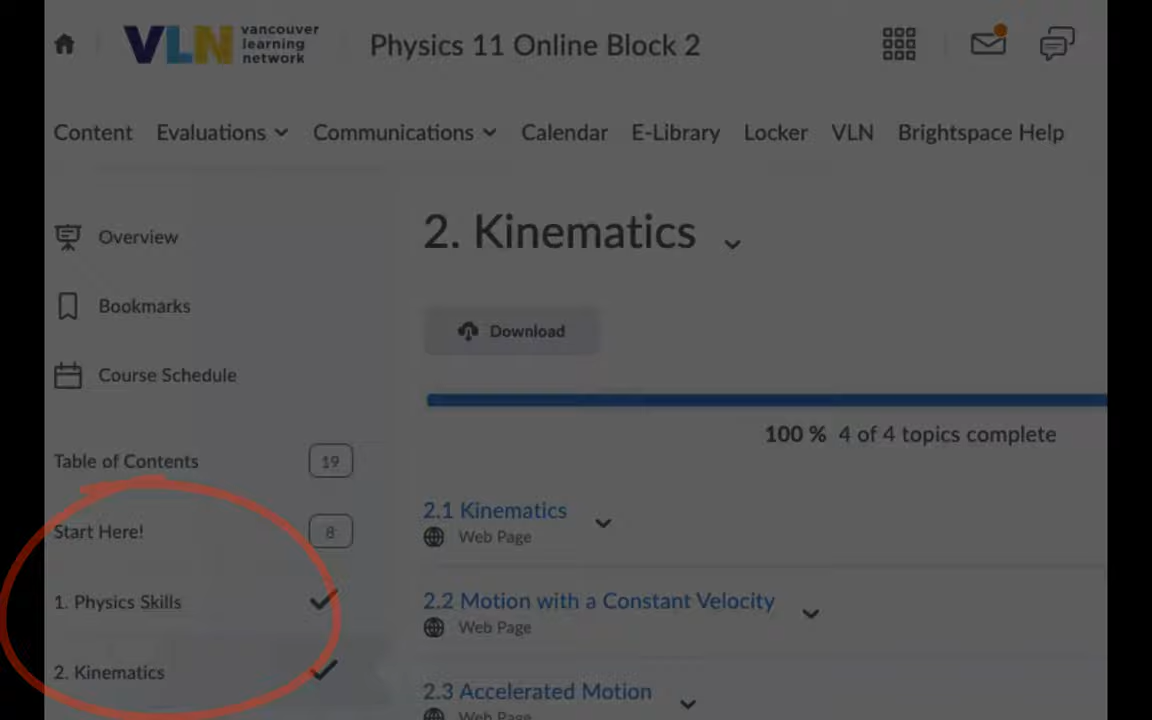 VLN vancouver
learning
network
Physics 11 Online Block 2
Content Evaluations Communications Calendar E-Library Locker VLN Brightspace Help
Overview
Bookmarks
Course Schedule
Table of Contents 19
Start Here! 8
1. Physics Skills
2. Kinematics
2. Kinematics
Download
100 % 4 of 4 topics complete
2.1 Kinematics
Web Page
2.2 Motion with a Constant Velocity
Web Page
2.3 Accelerated Motion
Web Page